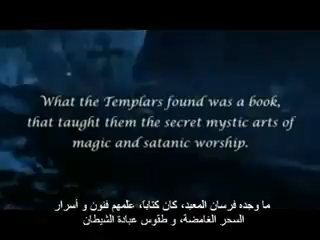 What the Templars found was a book,
that taught them the secret mystic arts of
magic and satanic worship.
ما وجده فرسان المعبد، كان كتاباً، علمهم فنون و أسرار
السحر الغامضة، و طقوس عبادة الشيطان